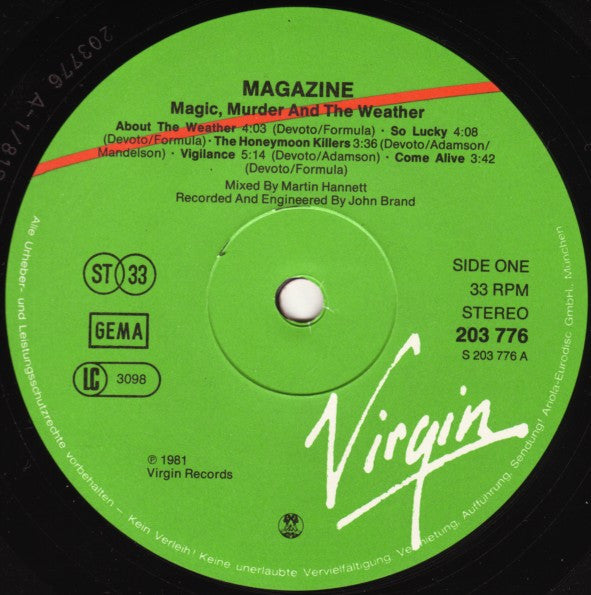 MAGAZINE
Magic, Murder And The Weather
About The Weather 4:03 (Devoto/Formula) · So Lucky 4:08
(Devoto/Formula) · The Honeymoon Killers 3:36 (Devoto/Adamson/
Mandelson) · Vigilance 5:14 (Devoto/Adamson) · Come Alive 3:42
(Devoto/Formula)
Mixed By Martin Hannett
Recorded And Engineered By John Brand
ST 33
GEMA
LC 3098
SIDE ONE
33 RPM
STEREO
203 776
S 203 776 A
℗ 1981
Virgin Records
Virgin
Alle Urheber- und Leistungsschutzrechte vorbehalten – Kein Verleih! Keine unerlaubte Vervielfältigung, Vermietung, Aufführung, Sendung! Ariola-Eurodisc GmbH., München
203776 A-1/81